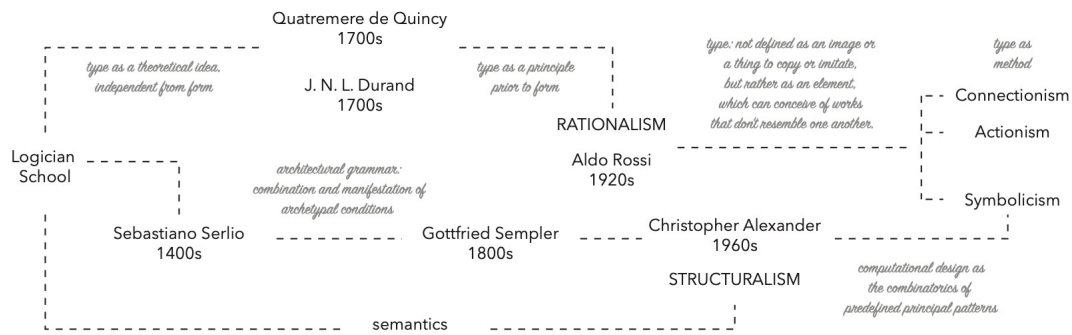 Quatremere de Quincy
1700s
type as a theoretical idea,
independent from form
J. N. L. Durand
1700s
type as a principle
prior to form
type: not defined as an image or
a thing to copy or imitate,
but rather as an element,
which can conceive of works
that don't resemble one another.
type as
method
Connectionism
Actionism
Symbolicism
RATIONALISM
Aldo Rossi
1920s
Logician
School
architectural grammar:
combination and manifestation of
archetypal conditions
Sebastiano Serlio
1400s
Gottfried Sempler
1800s
Christopher Alexander
1960s
STRUCTURALISM
computational design as
the combinatorics of
predefined principal patterns
semantics